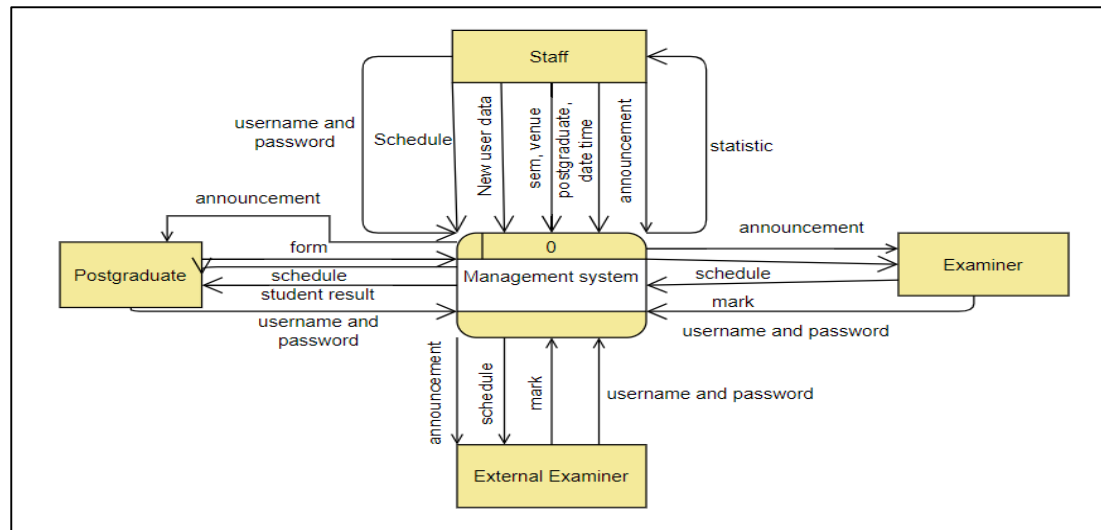 Staff
username and
password
Schedule
New user data
sem, venue
postgraduate,
date time
announcement
statistic
announcement
form
Postgraduate
schedule
student result
username and
password
0
Management system
announcement
Examiner
schedule
mark
username and password
announcement
schedule
mark
username and password
External Examiner